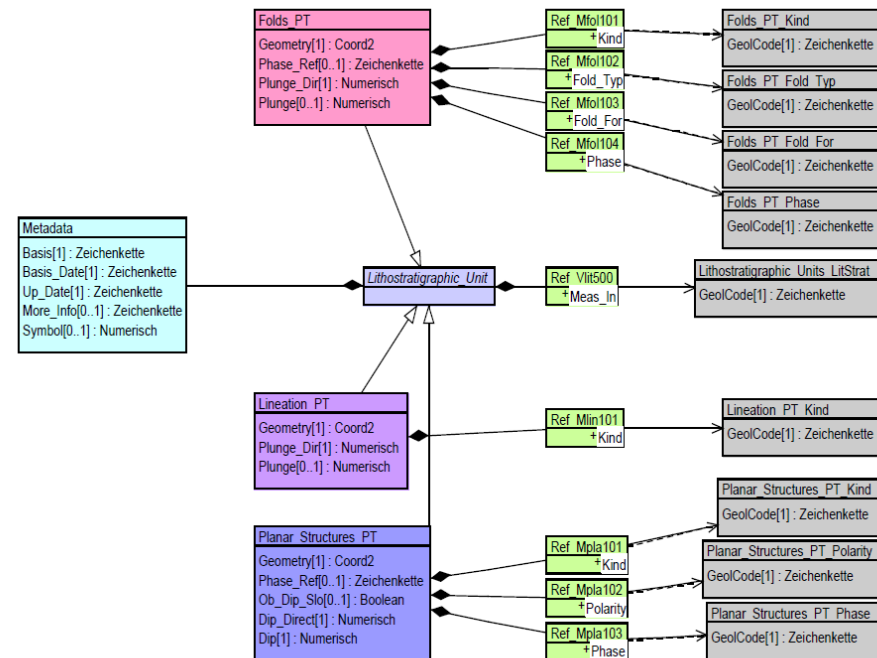 Folds_PT
Geometry[1] : Coord2
Phase_Ref[0..1] : Zeichenkette
Plunge_Dir[1] : Numerisch
Plunge[0..1] : Numerisch
Ref_Mfol101
+Kind
Ref_Mfol102
+Fold_Typ
Ref_Mfol103
+Fold_For
Ref_Mfol104
+Phase
Folds_PT_Kind
GeolCode[1] : Zeichenkette
Folds_PT_Fold_Typ
GeolCode[1] : Zeichenkette
Folds_PT_Fold_For
GeolCode[1] : Zeichenkette
Folds_PT_Phase
GeolCode[1] : Zeichenkette
Metadata
Basis[1] : Zeichenkette
Basis_Date[1] : Zeichenkette
Up_Date[1] : Zeichenkette
More_Info[0..1] : Zeichenkette
Symbol[0..1] : Numerisch
Lithostratigraphic_Unit
Ref_Vlit500
+Meas_In
Lithostratigraphic_Units_LitStrat
GeolCode[1] : Zeichenkette
Lineation_PT
Geometry[1] : Coord2
Plunge_Dir[1] : Numerisch
Plunge[0..1] : Numerisch
Ref_Mlin101
+Kind
Lineation_PT_Kind
GeolCode[1] : Zeichenkette
Planar_Structures_PT
Geometry[1] : Coord2
Phase_Ref[0..1] : Zeichenkette
Ob_Dip_Slo[0..1] : Boolean
Dip_Direct[1] : Numerisch
Dip[1] : Numerisch
Ref_Mpla101
+Kind
Ref_Mpla102
+Polarity
Ref_Mpla103
+Phase
Planar_Structures_PT_Kind
GeolCode[1] : Zeichenkette
Planar_Structures_PT_Polarity
GeolCode[1] : Zeichenkette
Planar_Structures_PT_Phase
GeolCode[1] : Zeichenkette